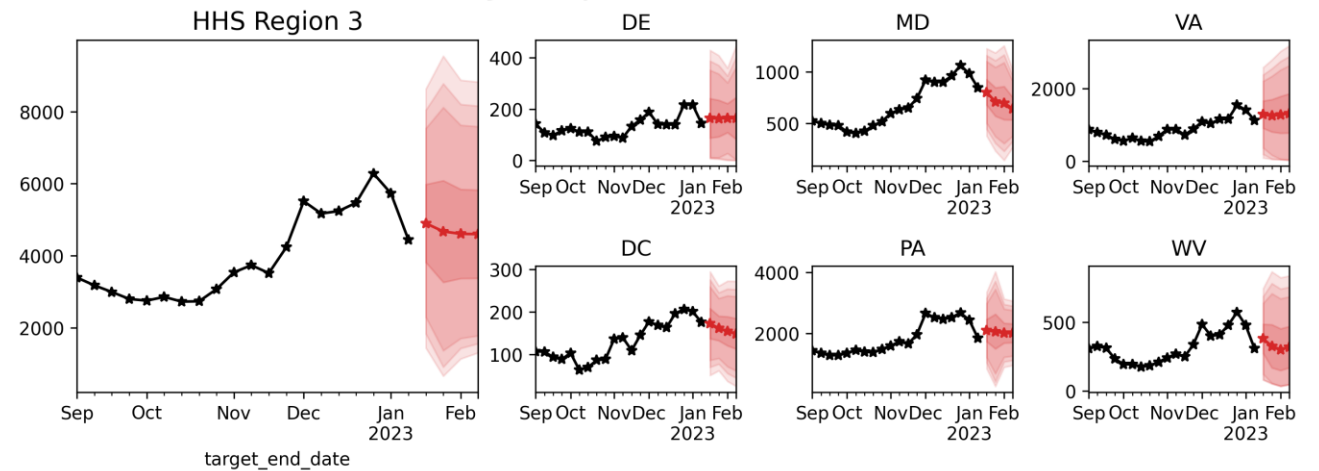 HHS Region 3
8000
6000
4000
2000
Sep Oct Nov Dec Jan Feb
2023
target_end_date
DE
400
200
0
Sep Oct Nov Dec Jan Feb
2023
MD
1000
500
Sep Oct Nov Dec Jan Feb
2023
VA
2000
0
Sep Oct Nov Dec Jan Feb
2023
DC
300
200
100
Sep Oct Nov Dec Jan Feb
2023
PA
4000
2000
Sep Oct Nov Dec Jan Feb
2023
WV
500
0
Sep Oct Nov Dec Jan Feb
2023